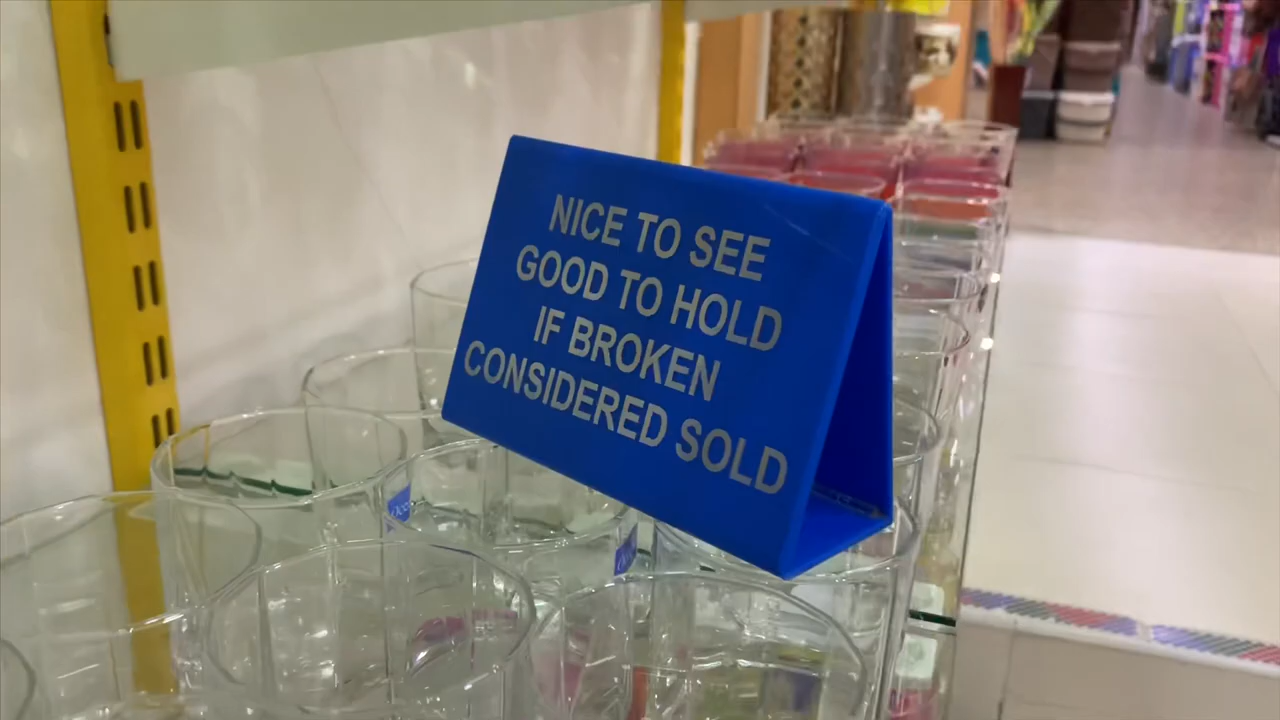 NICE TO SEE
GOOD TO HOLD
IF BROKEN
CONSIDERED SOLD